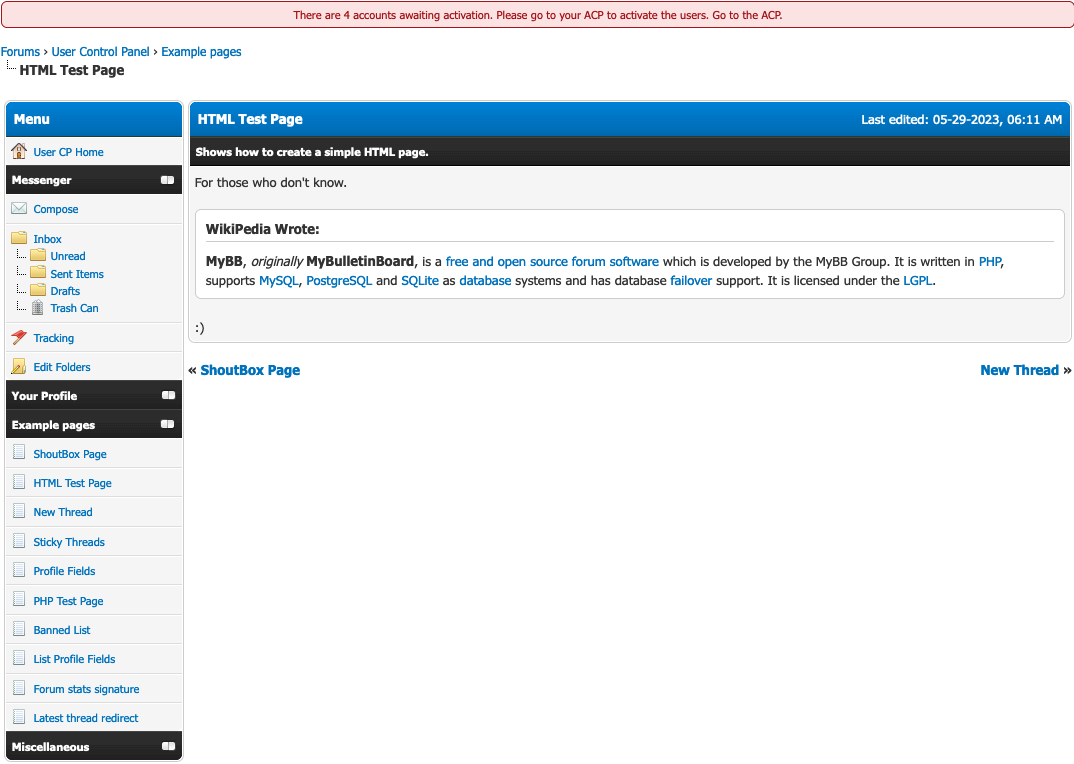 There are 4 accounts awaiting activation. Please go to your ACP to activate the users. Go to the ACP.
Forums › User Control Panel › Example pages
HTML Test Page
Menu
User CP Home
Messenger
Compose
Inbox
Unread
Sent Items
Drafts
Trash Can
Tracking
Edit Folders
Your Profile
Example pages
ShoutBox Page
HTML Test Page
New Thread
Sticky Threads
Profile Fields
PHP Test Page
Banned List
List Profile Fields
Forum stats signature
Latest thread redirect
Miscellaneous
HTML Test Page Last edited: 05-29-2023, 06:11 AM
Shows how to create a simple HTML page.
For those who don't know.
WikiPedia Wrote:
MyBB, originally MyBulletinBoard, is a free and open source forum software which is developed by the MyBB Group. It is written in PHP,
supports MySQL, PostgreSQL and SQLite as database systems and has database failover support. It is licensed under the LGPL.
:)
« ShoutBox Page New Thread »